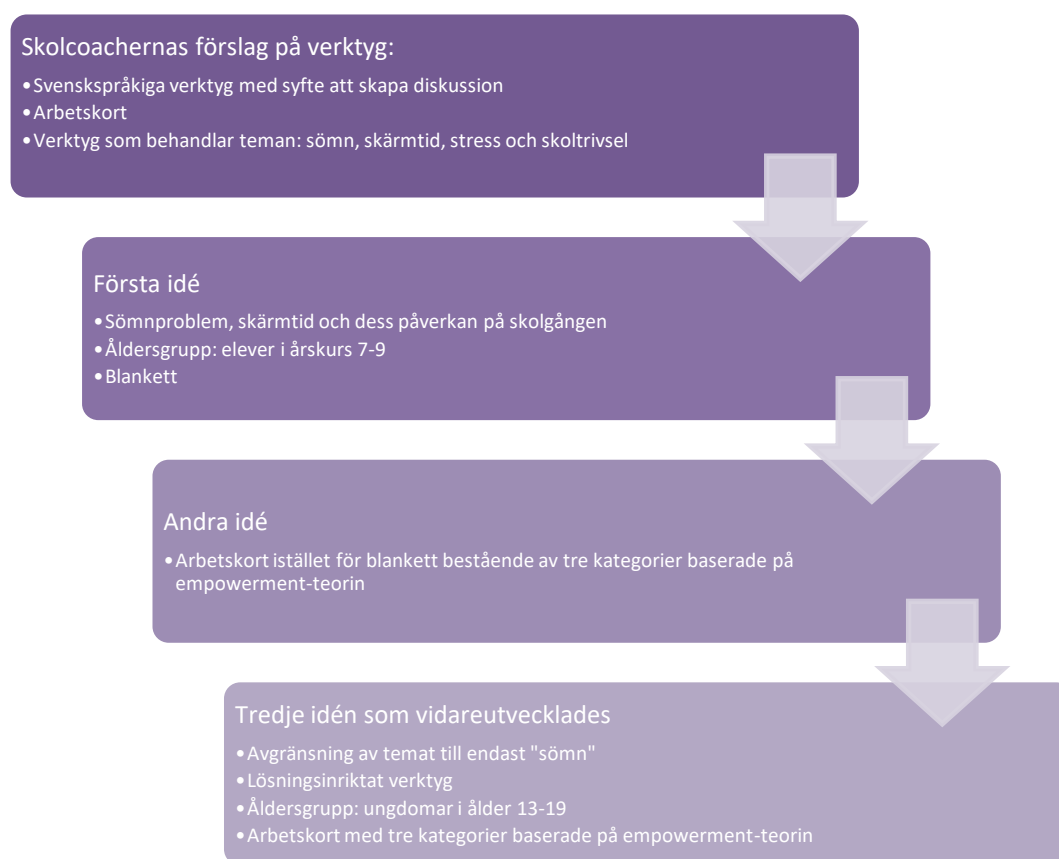 Skolcoachernas förslag på verktyg:
•Svenskspråkiga verktyg med syfte att skapa diskussion
•Arbetskort
•Verktyg som behandlar teman: sömn, skärmtid, stress och skoltrivsel
Första idé
•Sömnproblem, skärmtid och dess påverkan på skolgången
•Åldersgrupp: elever i årskurs 7-9
•Blankett
Andra idé
•Arbetskort istället för blankett bestående av tre kategorier baserade på
empowerment-teorin
Tredje idén som vidareutvecklades
•Avgränsning av temat till endast "sömn"
•Lösningsinriktat verktyg
•Åldersgrupp: ungdomar i ålder 13-19
•Arbetskort med tre kategorier baserade på empowerment-teorin